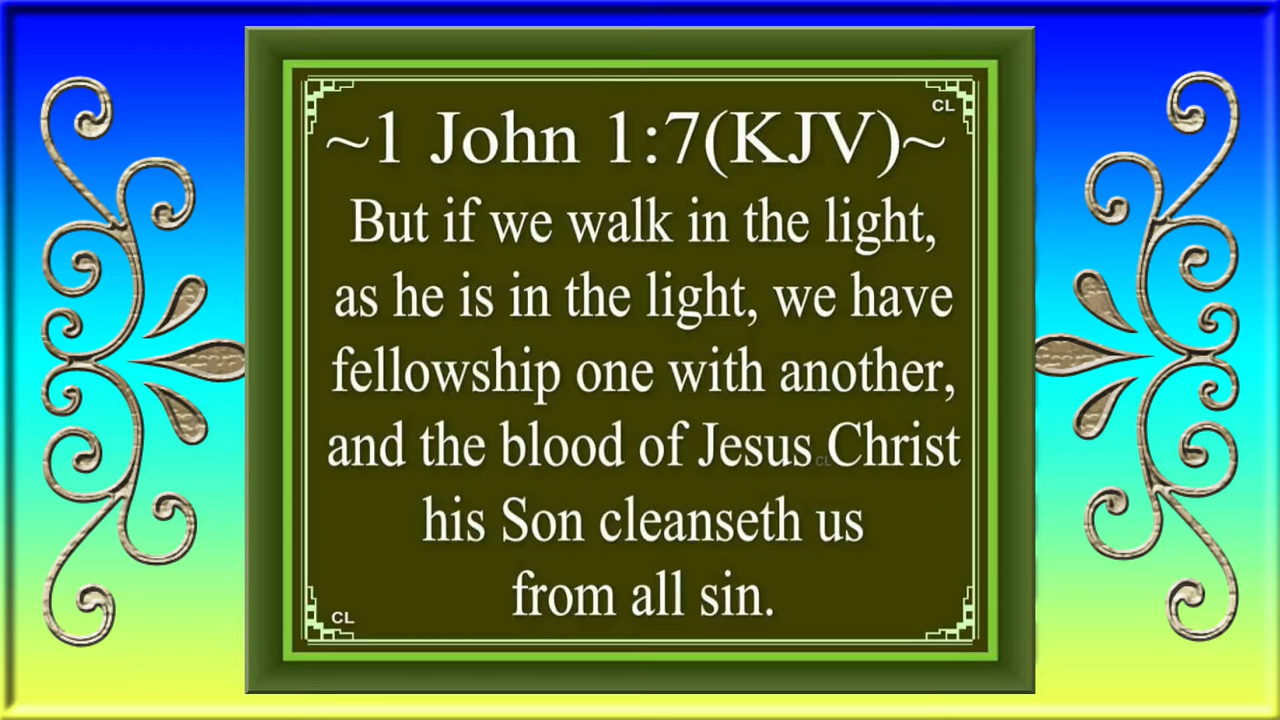 CL
~1 John 1:7(KJV)~
But if we walk in the light,
as he is in the light, we have
fellowship one with another,
and the blood of Jesus CL Christ
his Son cleanseth us
from all sin.
CL